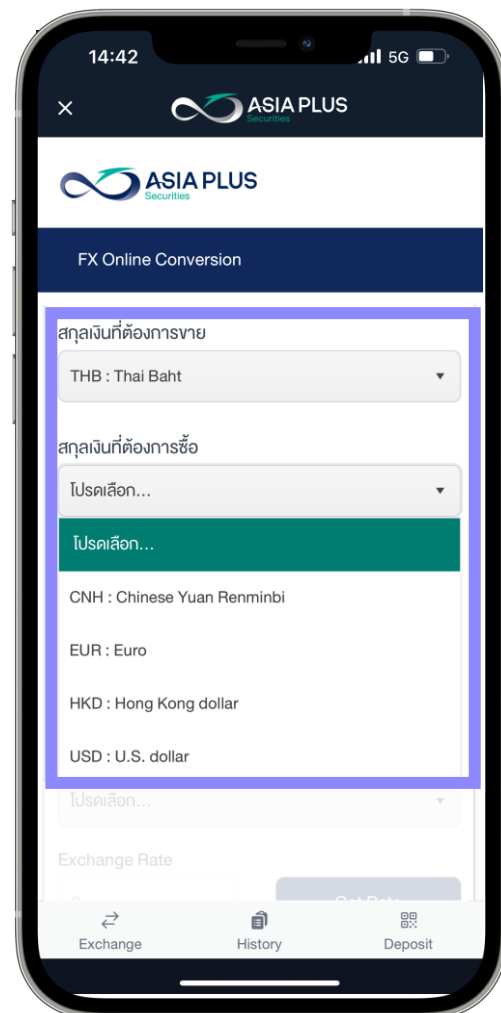 14:42
5G
ASIA PLUS
Securities
ASIA PLUS
Securities
FX Online Conversion
สกุลเงินที่ต้องการขาย
THB : Thai Baht
สกุลเงินที่ต้องการซื้อ
โปรดเลือก...
โปรดเลือก...
CNH : Chinese Yuan Renminbi
EUR : Euro
HKD : Hong Kong dollar
USD : U.S. dollar
โปรดเลือก...
Exchange Rate
Get Rate
Exchange
History
Deposit